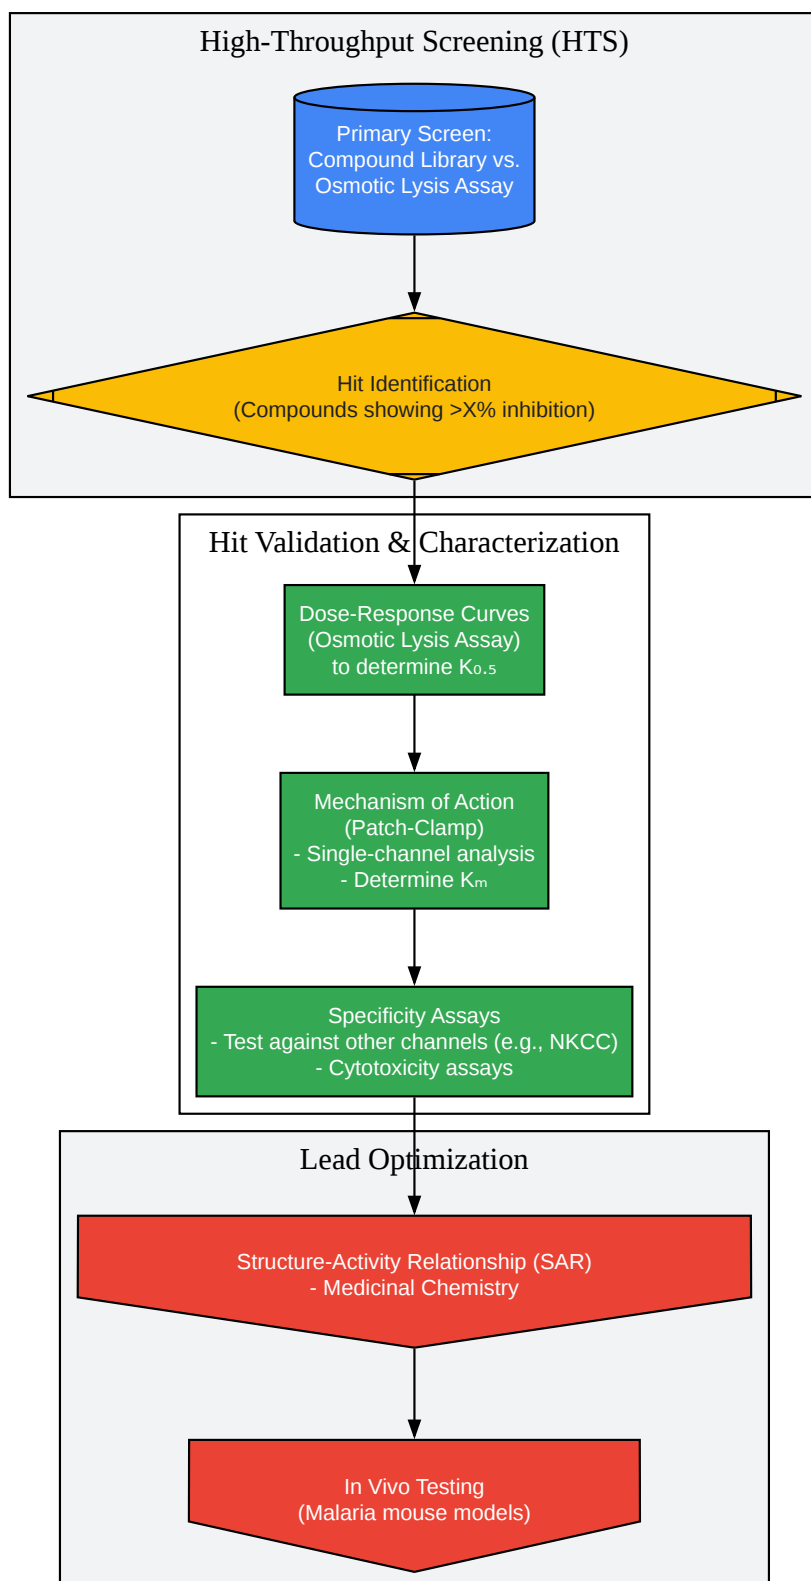 High-Throughput Screening (HTS)
Primary Screen:
Compound Library vs.
Osmotic Lysis Assay
Hit Identification
(Compounds showing >X% inhibition)
Hit Validation & Characterization
Dose-Response Curves
(Osmotic Lysis Assay)
to determine K₀.₅
Mechanism of Action
(Patch-Clamp)
- Single-channel analysis
- Determine Kₘ
Specificity Assays
- Test against other channels (e.g., NKCC)
- Cytotoxicity assays
Lead Optimization
Structure-Activity Relationship (SAR)
- Medicinal Chemistry
In Vivo Testing
(Malaria mouse models)